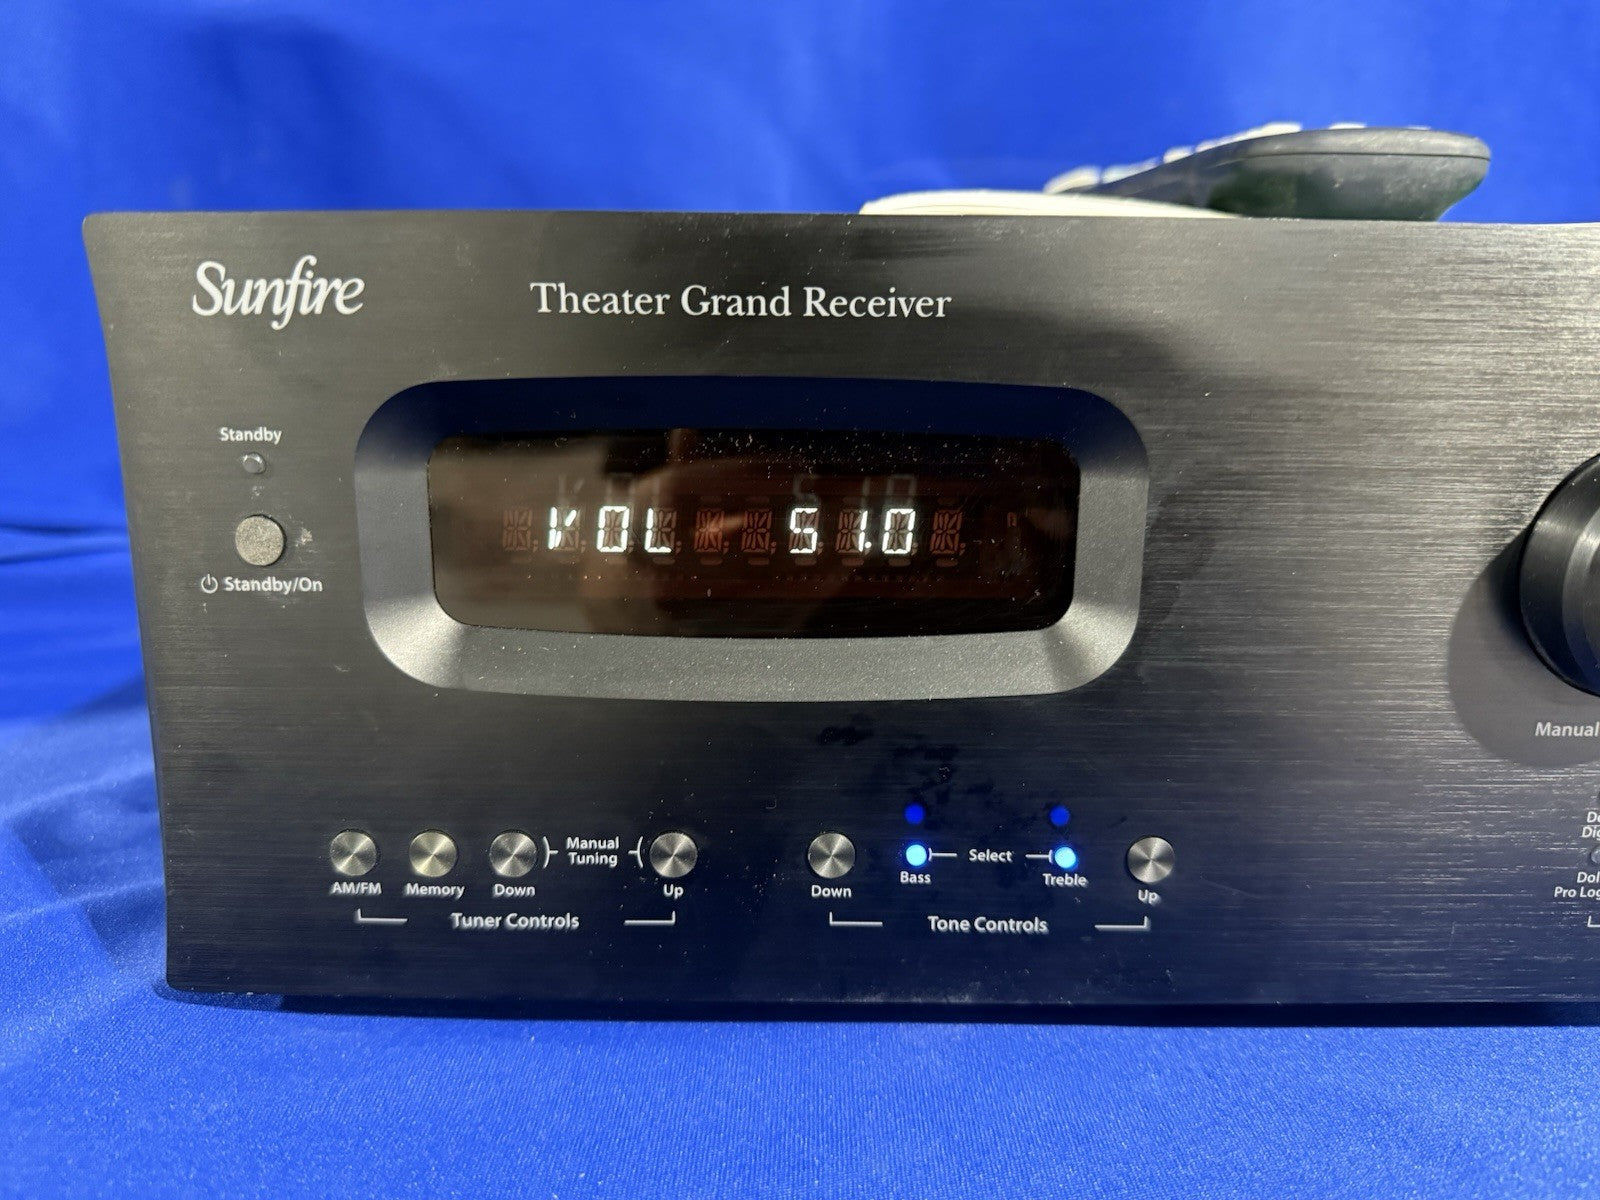 Sunfire
Theater Grand Receiver
Standby
VOL 51.0
Standby/On
Manual
AM/FM
Memory
Down
Manual
Tuning
Up
Tuner Controls
Down
Bass
Select
Treble
Up
Tone Controls